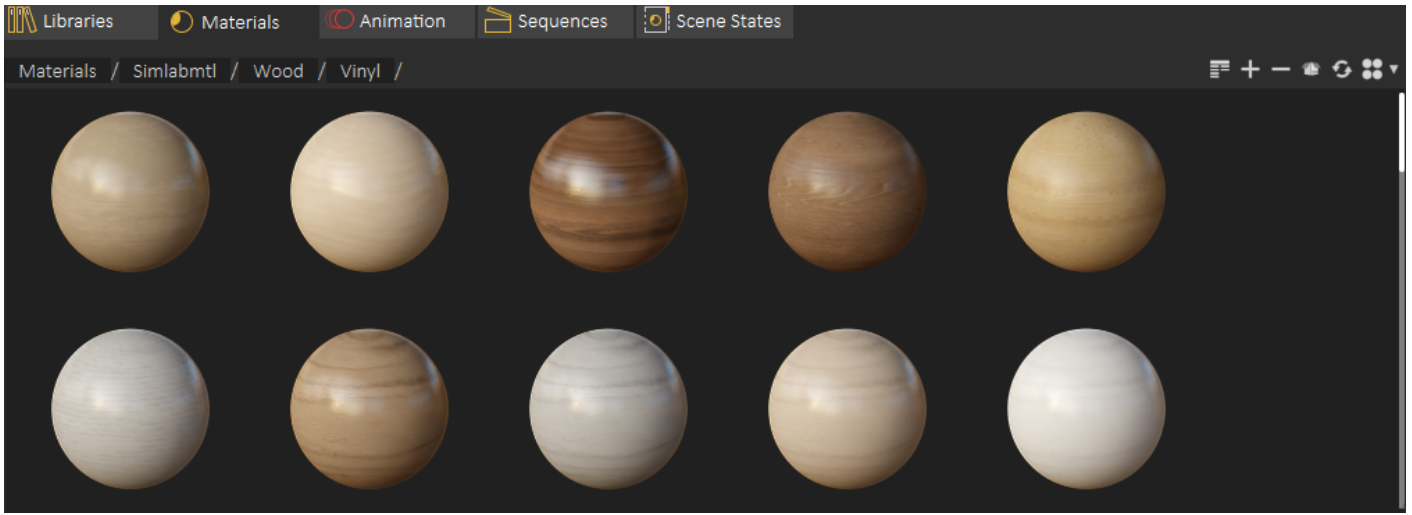 Libraries Materials Animation Sequences Scene States
Materials / Simlabmtl / Wood / Vinyl /